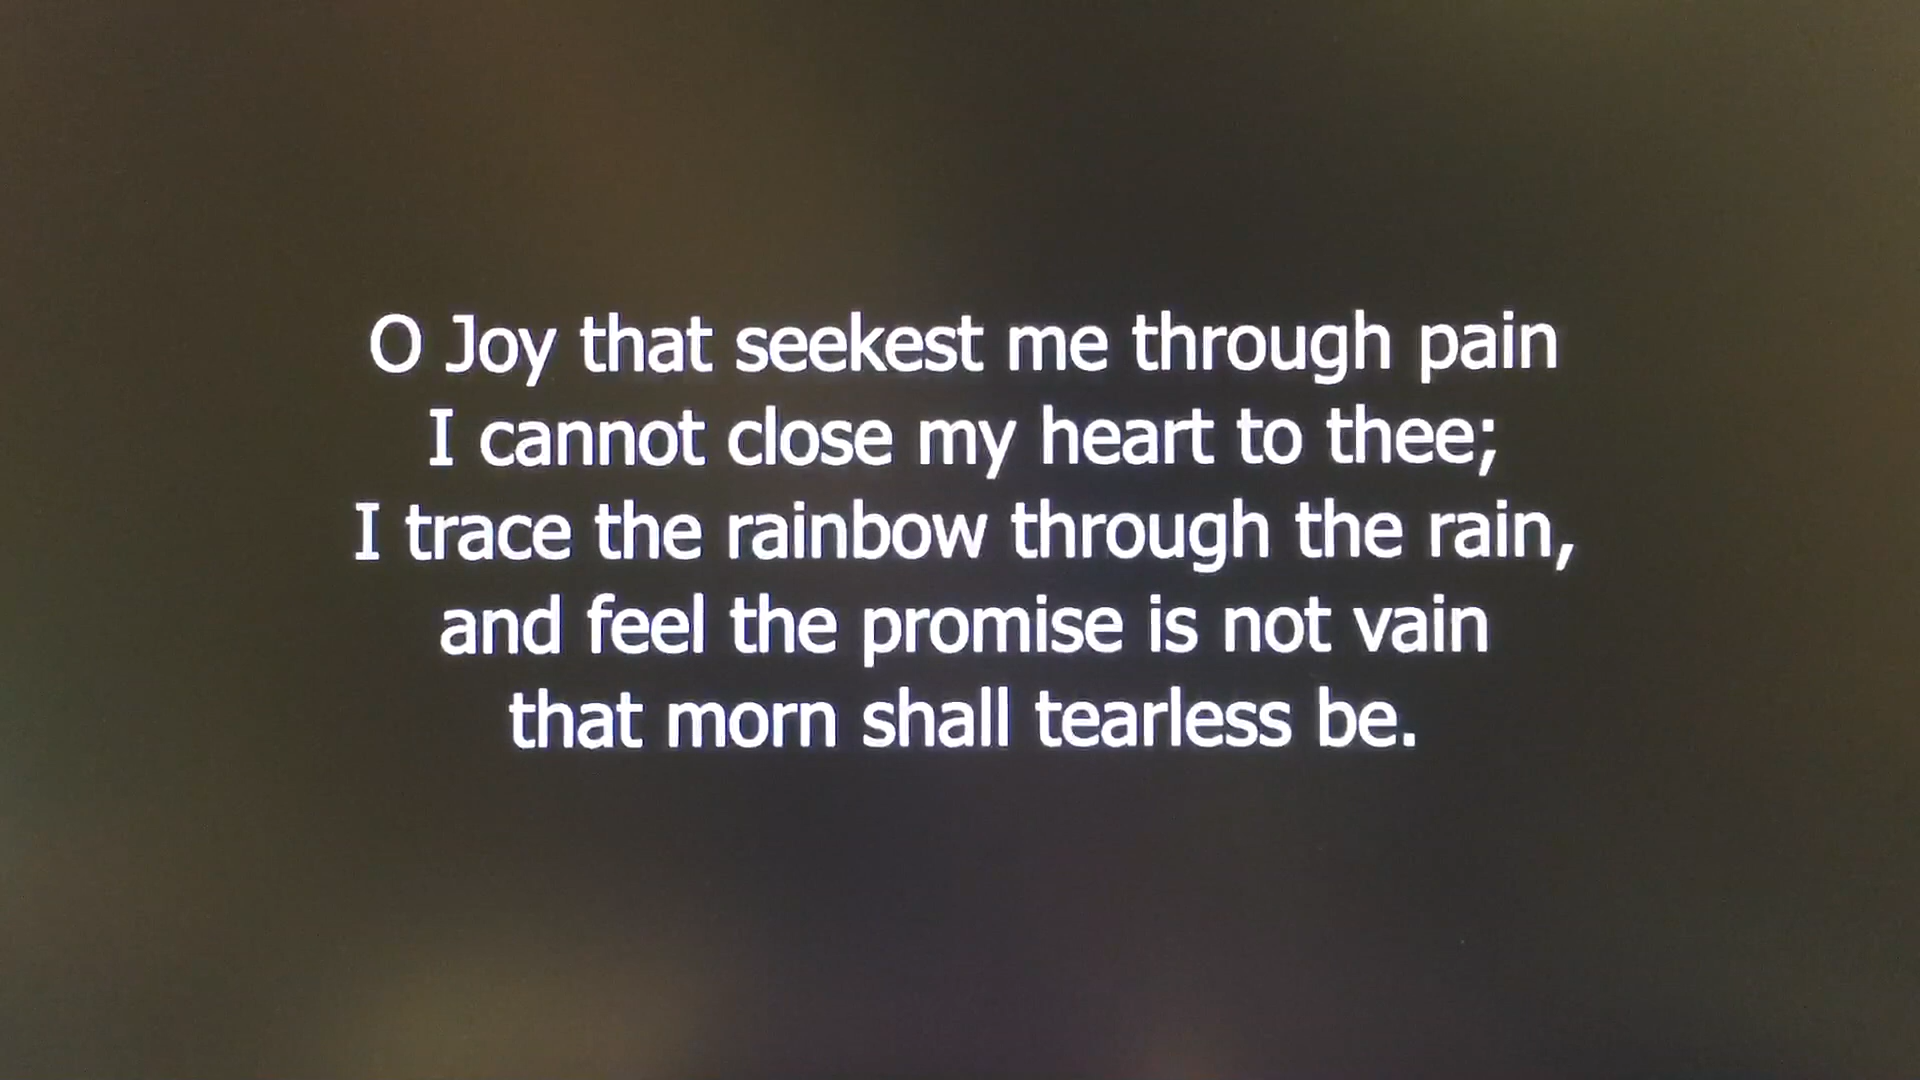 O Joy that seekest me through pain
I cannot close my heart to thee;
I trace the rainbow through the rain,
and feel the promise is not vain
that morn shall tearless be.